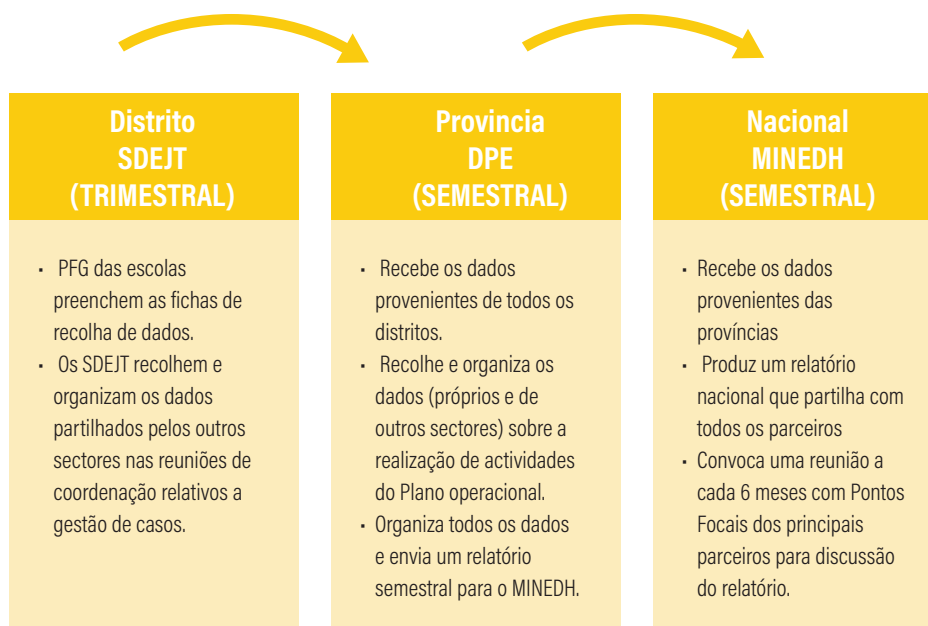 Distrito
SDEJT
(TRIMESTRAL)
• PFG das escolas
preenchem as fichas de
recolha de dados.
• Os SDEJT recolhem e
organizam os dados
partilhados pelos outros
sectores nas reuniões de
coordenação relativos a
gestão de casos.
Provincia
DPE
(SEMESTRAL)
• Recebe os dados
provenientes de todos os
distritos.
• Recolhe e organiza os
dados (próprios e de
outros sectores) sobre a
realização de actividades
do Plano operacional.
• Organiza todos os dados
e envia um relatório
semestral para o MINEDH.
Nacional
MINEDH
(SEMESTRAL)
• Recebe os dados
provenientes das
províncias
• Produz um relatório
nacional que partilha com
todos os parceiros
• Convoca uma reunião a
cada 6 meses com Pontos
Focais dos principais
parceiros para discussão
do relatório.